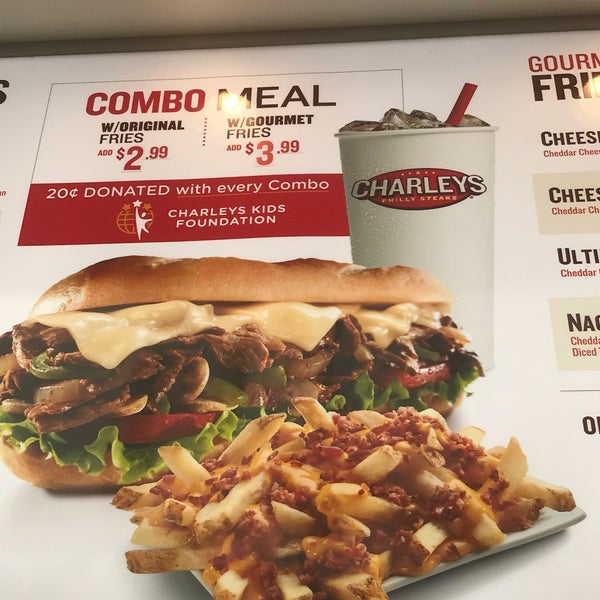 COMBO MEAL
W/ORIGINAL FRIES
ADD $2.99
W/GOURMET FRIES
ADD $3.99
20¢ DONATED with every Combo
CHARLEYS KIDS
FOUNDATION
CHARLEYS
PHILLY STEAKS
GOURM
FRI
CHEESE
Cheddar Chees
CHEES
Cheddar Ch
ULTI
Cheddar
NAC
Chedda
Diced